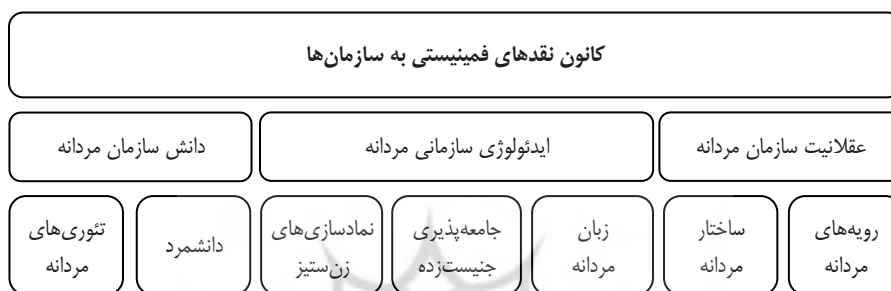 کانون نقدهای فمینیستی به سازمان‌ها
عقلانیت سازمان مردانه
ایدئولوژی سازمانی مردانه
دانش سازمان مردانه
رویه‌های
مردانه
ساختار
مردانه
زبان
مردانه
جامعه‌پذیری
جنیست‌زده
نمادسازی‌های
زن‌ستیز
دانشمرد
تئوری‌های
مردانه